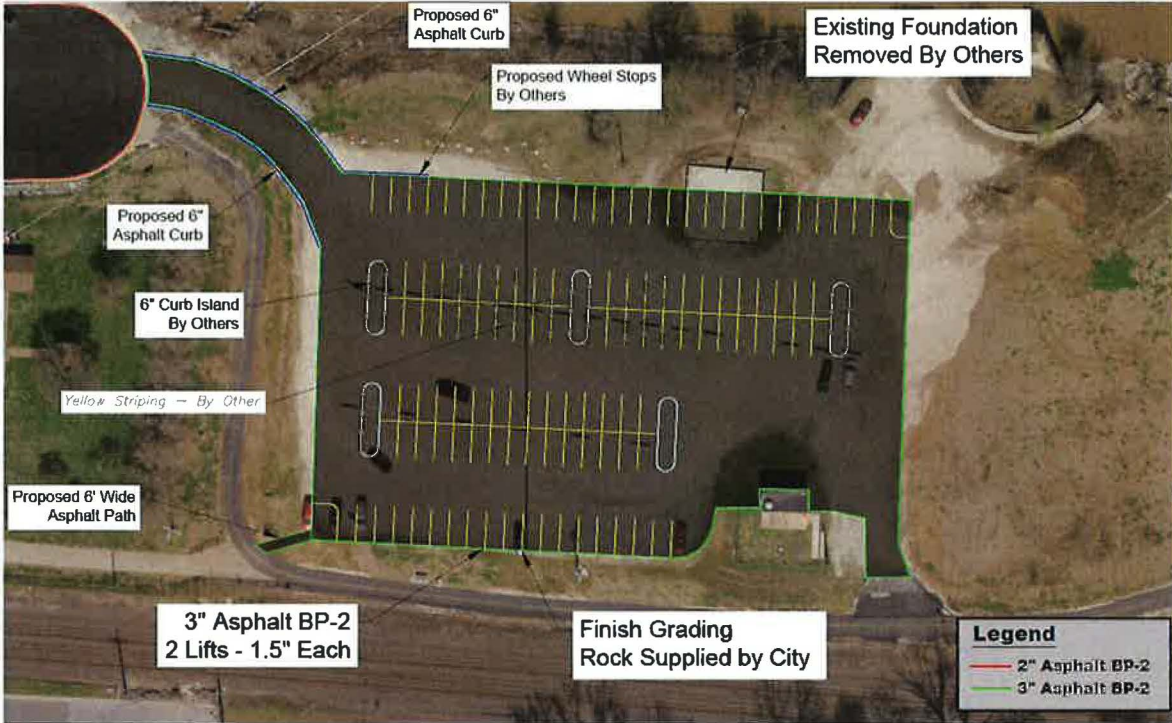 Proposed 6"
Asphalt Curb
Existing Foundation
Removed By Others
Proposed Wheel Stops
By Others
Proposed 6"
Asphalt Curb
6" Curb Island
By Others
Yellow Striping – By Other
Proposed 6' Wide
Asphalt Path
3" Asphalt BP-2
2 Lifts - 1.5" Each
Finish Grading
Rock Supplied by City
Legend
2" Asphalt BP-2
3" Asphalt BP-2